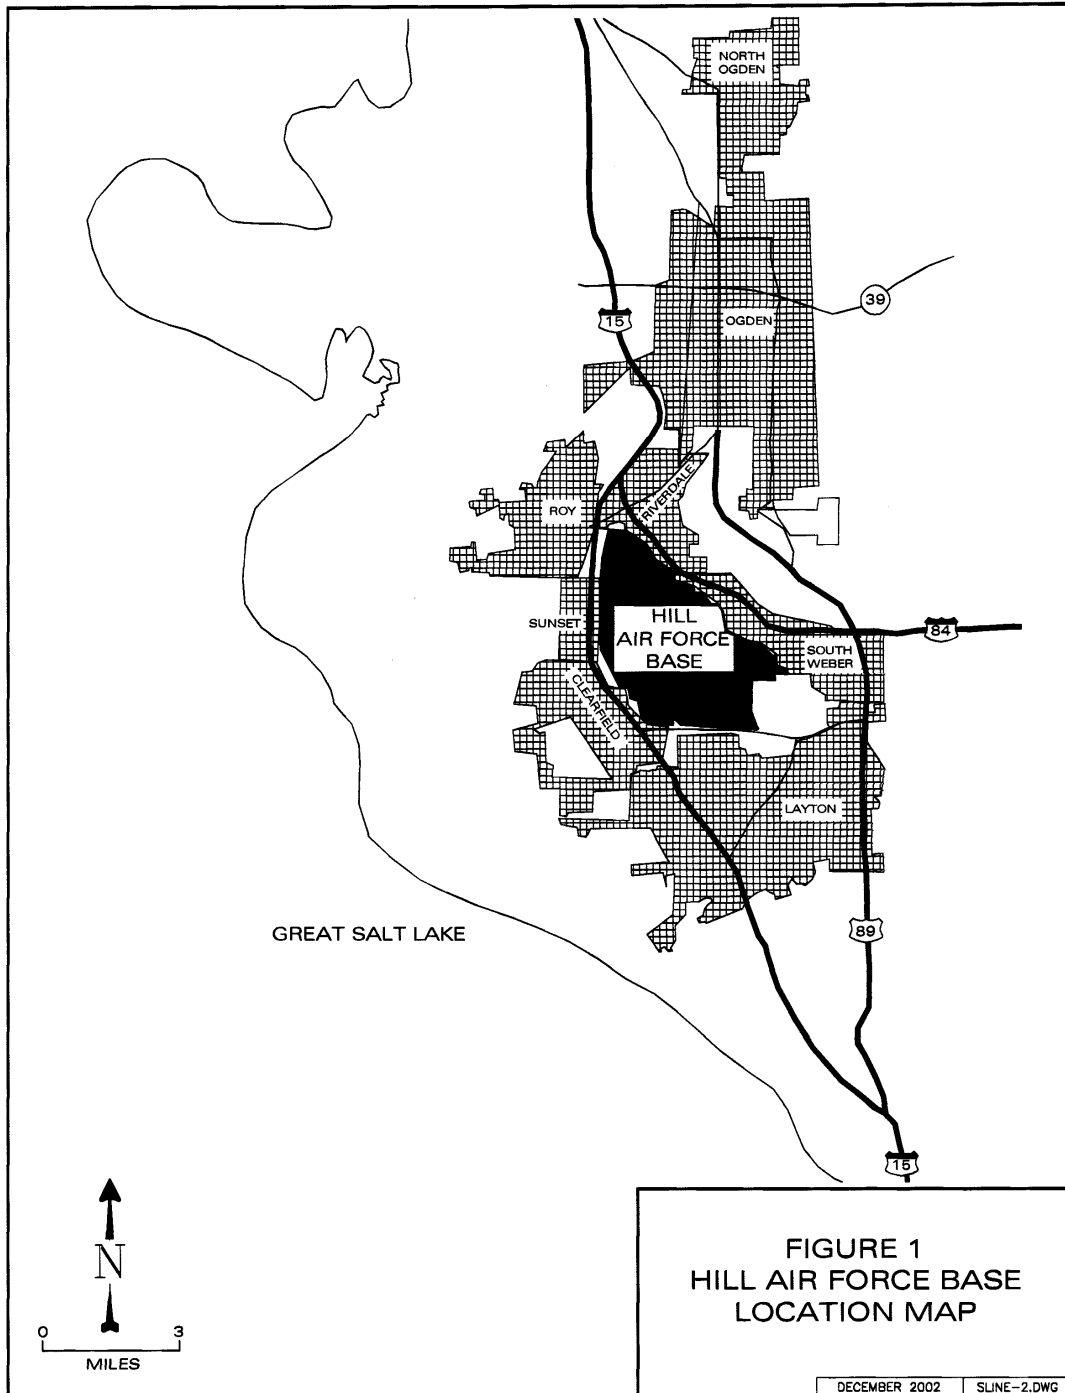 NORTH
OGDEN
39
15
OGDEN
RIVERDALE
ROY
HILL
AIR FORCE
BASE
SUNSET
84
SOUTH
WEBER
CLEARFIELD
LAYTON
GREAT SALT LAKE
89
15
N
0 3
MILES
FIGURE 1
HILL AIR FORCE BASE
LOCATION MAP
DECEMBER 2002 SLINE-2.DWG